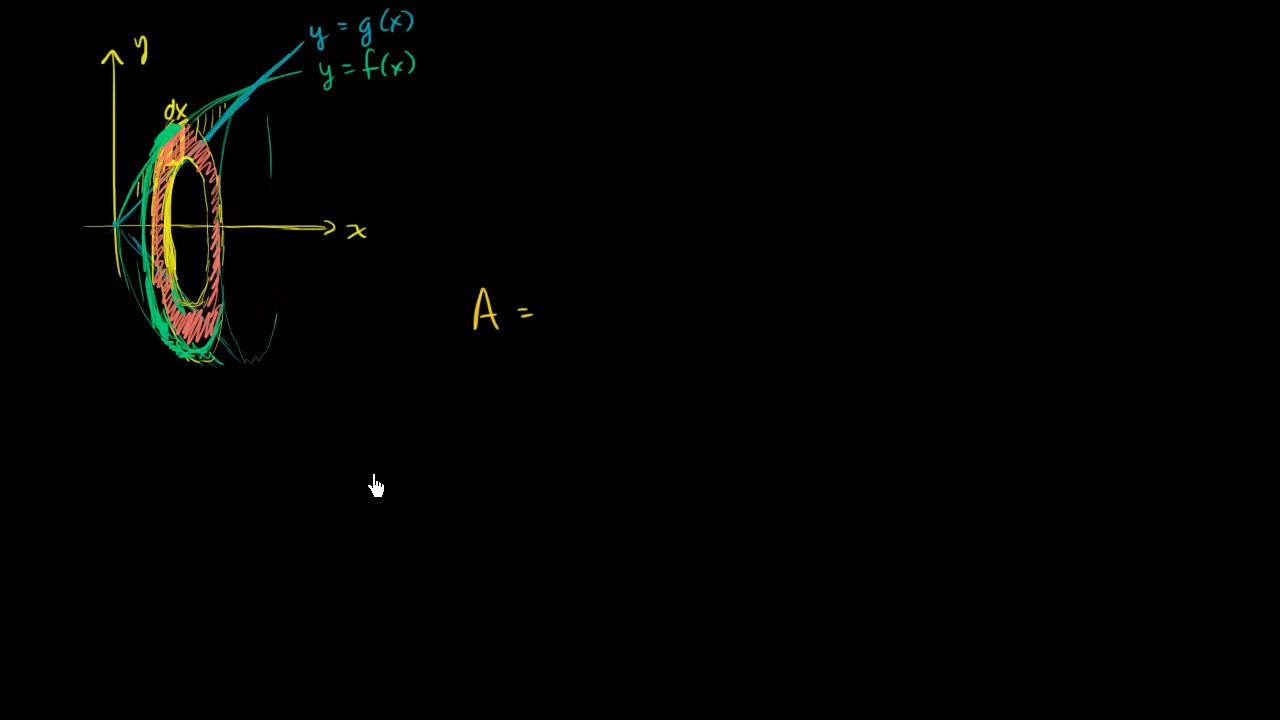 y = g(x)
y = f(x)
y
dx
x
A =